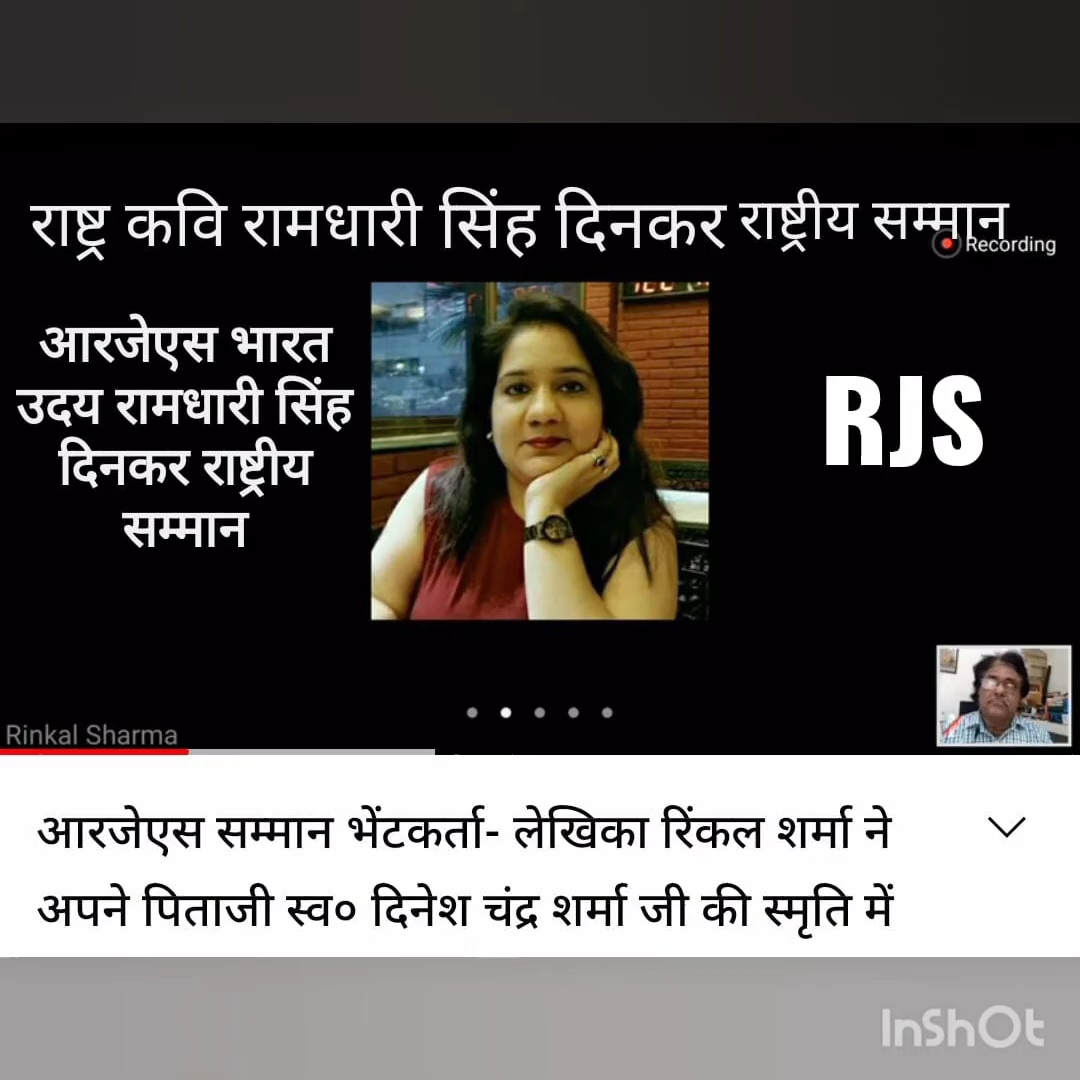 राष्ट्र कवि रामधारी सिंह दिनकर राष्ट्रीय सम्मान
Recording
आरजेएस भारत
उदय रामधारी सिंह
दिनकर राष्ट्रीय
सम्मान
RJS
Rinkal Sharma
आरजेएस सम्मान भेंटकर्ता- लेखिका रिंकल शर्मा ने
अपने पिताजी स्व० दिनेश चंद्र शर्मा जी की स्मृति में
InShOt